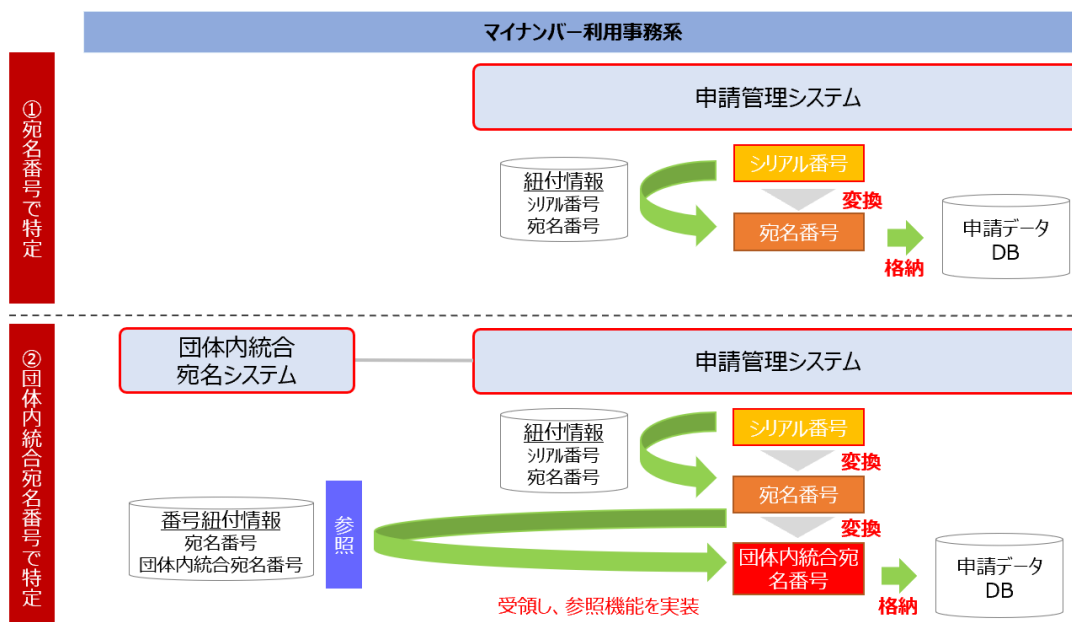 マイナンバー利用事務系
①宛名番号で特定
申請管理システム
紐付情報
シリアル番号
宛名番号
シリアル番号
変換
宛名番号
格納
申請データ
DB
②団体内統合宛名番号で特定
団体内統合
宛名システム
申請管理システム
紐付情報
シリアル番号
宛名番号
シリアル番号
変換
宛名番号
変換
番号紐付情報
宛名番号
団体内統合宛名番号
参照
団体内統合宛
名番号
受領し、参照機能を実装
格納
申請データ
DB